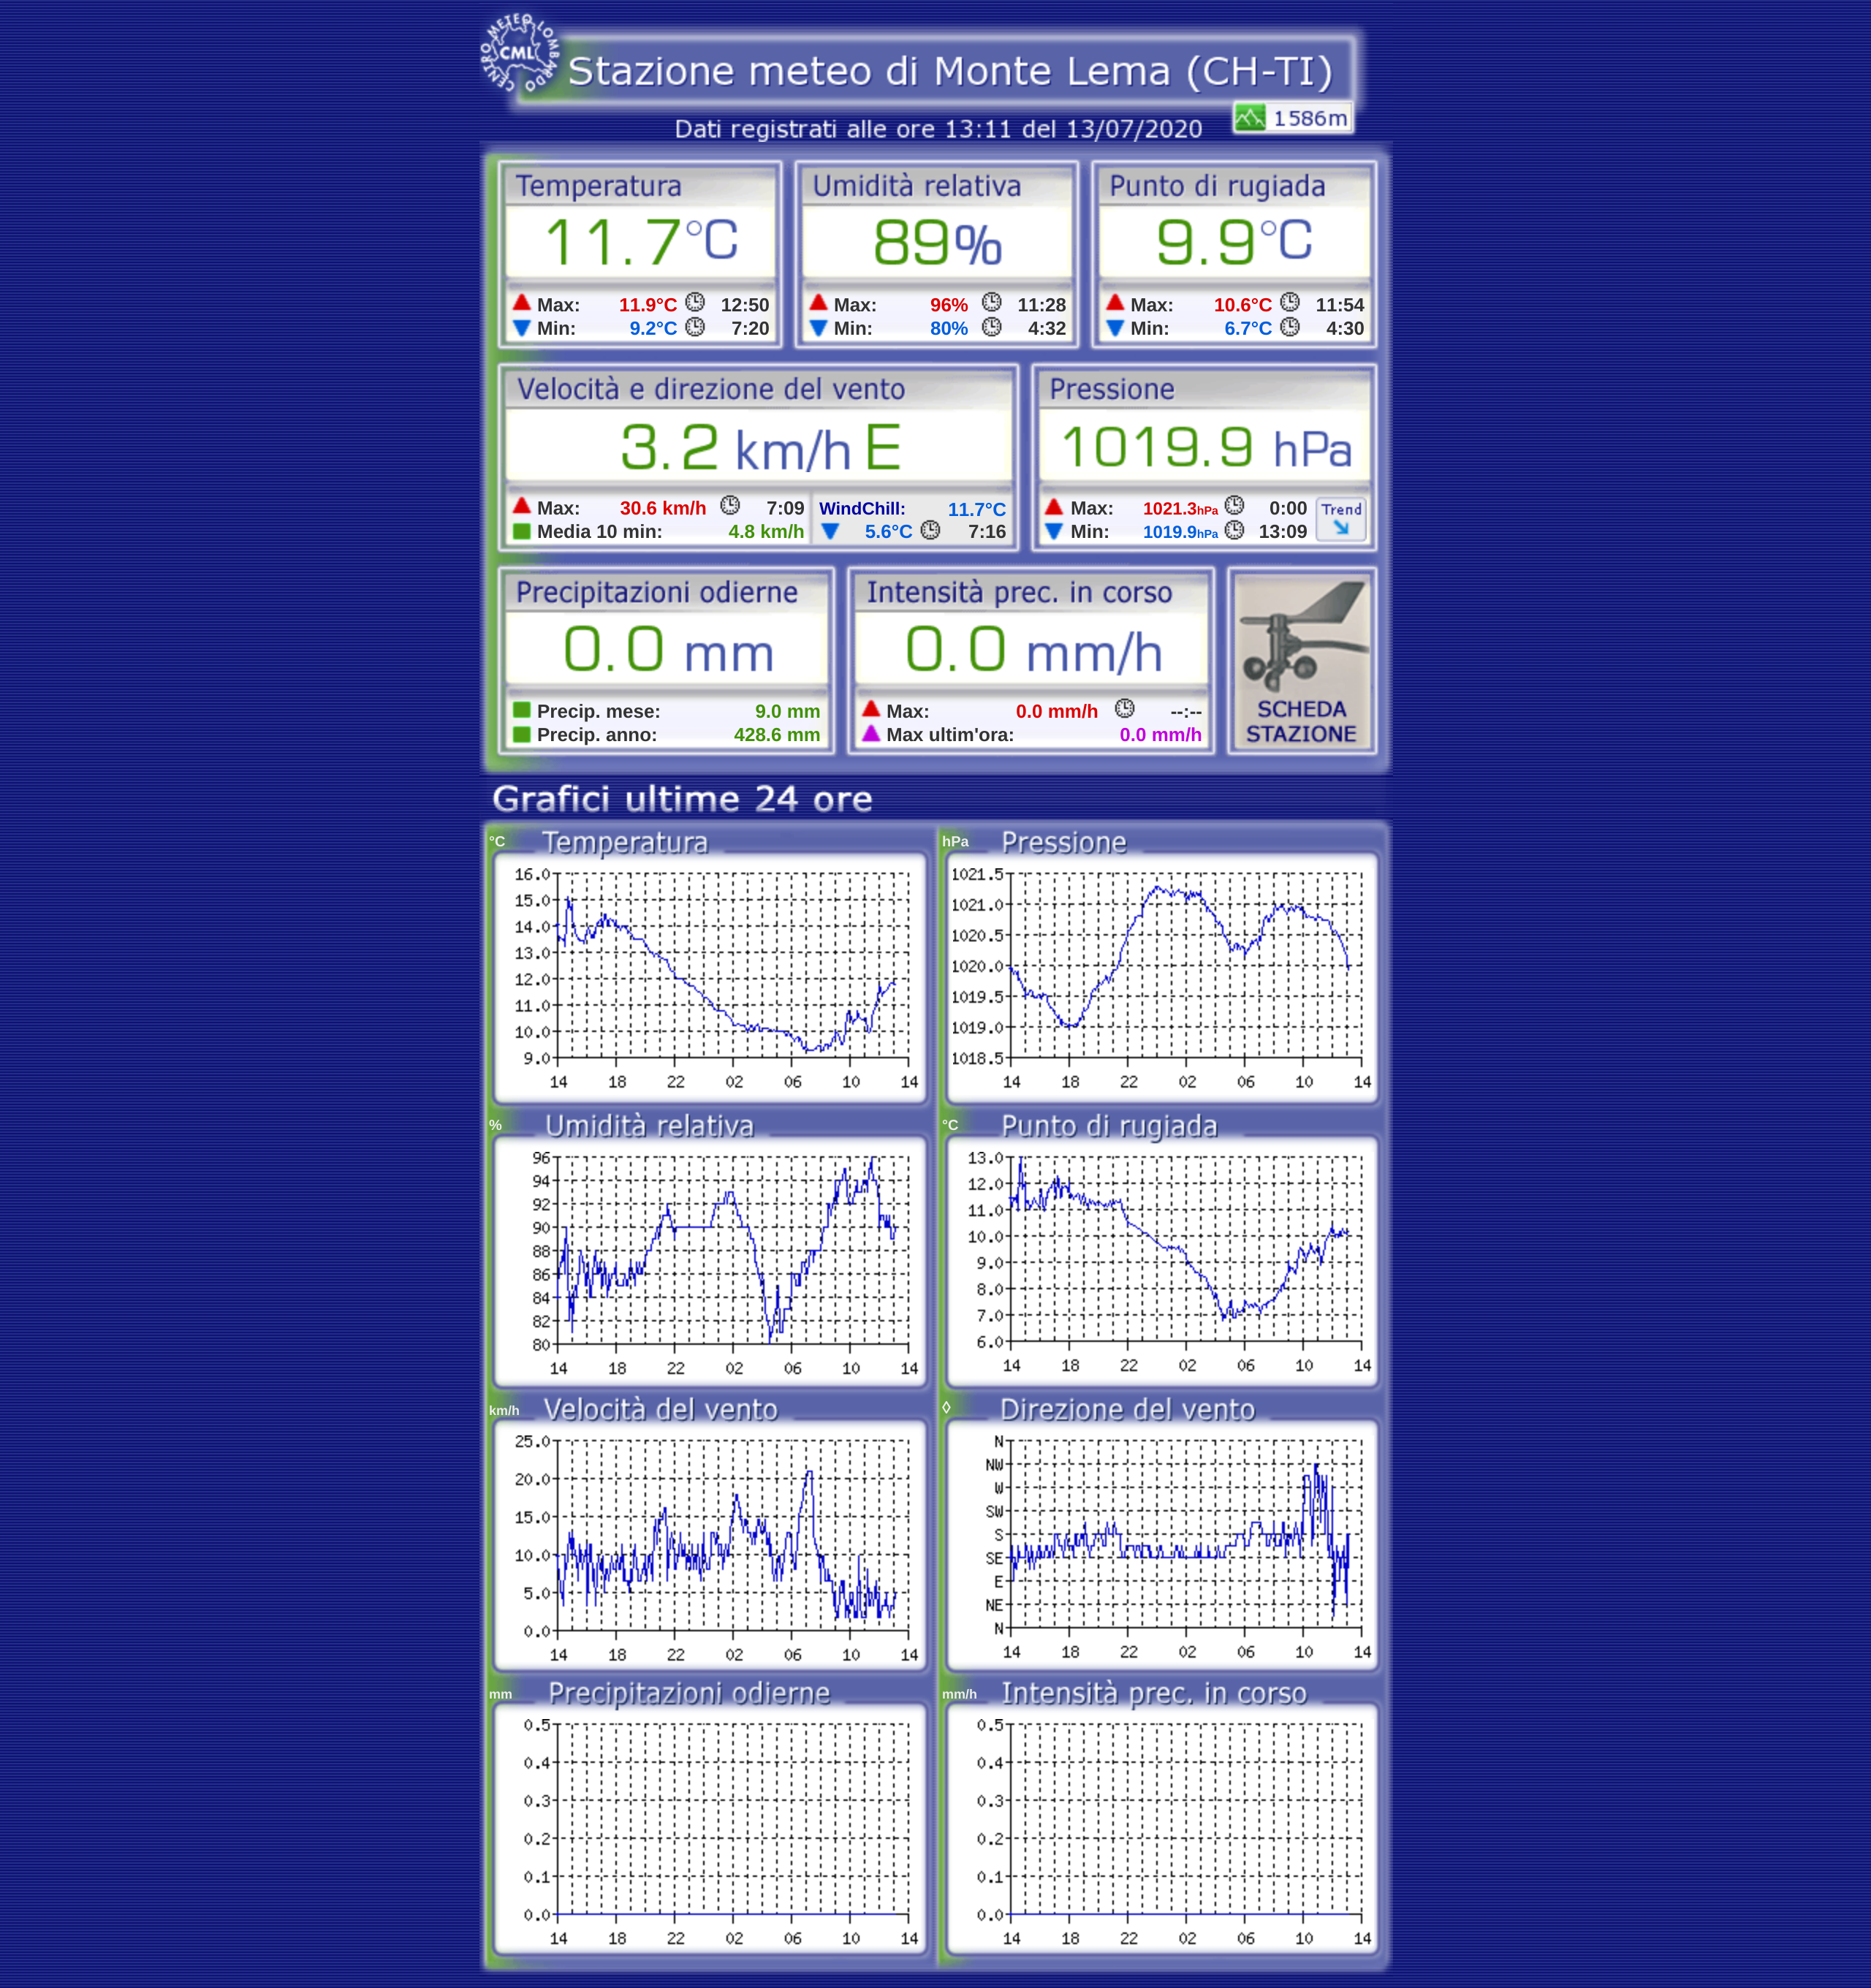 CENTRO METEO LOMBARDO
CML
Stazione meteo di Monte Lema (CH-TI)
1586m
Dati registrati alle ore 13:11 del 13/07/2020
Temperatura
11.7°C
Max: 11.9°C 12:50
Min: 9.2°C 7:20
Umidità relativa
89%
Max: 96% 11:28
Min: 80% 4:32
Punto di rugiada
9.9°C
Max: 10.6°C 11:54
Min: 6.7°C 4:30
Velocità e direzione del vento
3.2 km/h E
Max: 30.6 km/h 7:09
Media 10 min: 4.8 km/h
WindChill: 11.7°C
5.6°C 7:16
Pressione
1019.9 hPa
Max: 1021.3hPa 0:00
Min: 1019.9hPa 13:09
Trend
Precipitazioni odierne
0.0 mm
Precip. mese: 9.0 mm
Precip. anno: 428.6 mm
Intensità prec. in corso
0.0 mm/h
Max: 0.0 mm/h --:--
Max ultim'ora: 0.0 mm/h
SCHEDA
STAZIONE
Grafici ultime 24 ore
°C Temperatura
16.0
15.0
14.0
13.0
12.0
11.0
10.0
9.0
14 18 22 02 06 10 14
hPa Pressione
1021.5
1021.0
1020.5
1020.0
1019.5
1019.0
1018.5
14 18 22 02 06 10 14
% Umidità relativa
96
94
92
90
88
86
84
82
80
14 18 22 02 06 10 14
°C Punto di rugiada
13.0
12.0
11.0
10.0
9.0
8.0
7.0
6.0
14 18 22 02 06 10 14
km/h Velocità del vento
25.0
20.0
15.0
10.0
5.0
0.0
14 18 22 02 06 10 14
◊ Direzione del vento
N
NW
W
SW
S
SE
E
NE
N
14 18 22 02 06 10 14
mm Precipitazioni odierne
0.5
0.4
0.3
0.2
0.1
0.0
14 18 22 02 06 10 14
mm/h Intensità prec. in corso
0.5
0.4
0.3
0.2
0.1
0.0
14 18 22 02 06 10 14